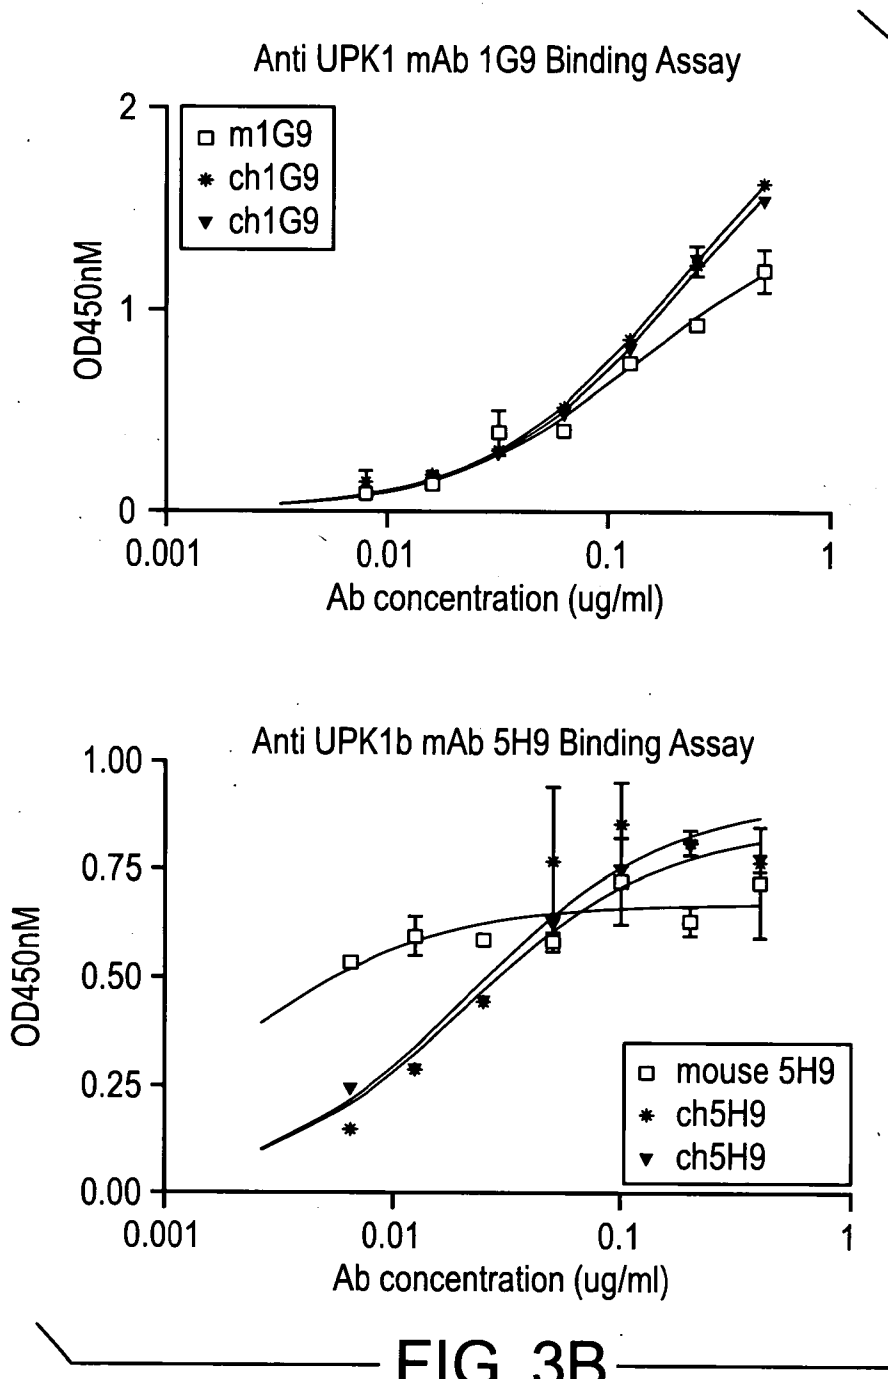 Anti UPK1 mAb 1G9 Binding Assay
2
m1G9
ch1G9
ch1G9
OD450nM
1
0
0.001 0.01 0.1 1
Ab concentration (ug/ml)
Anti UPK1b mAb 5H9 Binding Assay
1.00
0.75
OD450nM
0.50
0.25
mouse 5H9
ch5H9
ch5H9
0.00
0.001 0.01 0.1 1
Ab concentration (ug/ml)
FIG. 3B